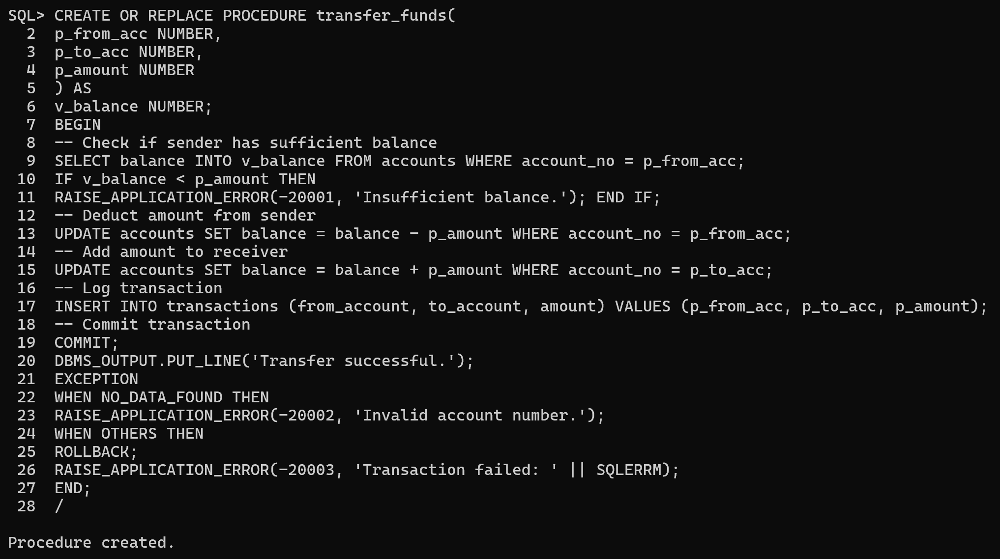 SQL> CREATE OR REPLACE PROCEDURE transfer_funds(
  2  p_from_acc NUMBER,
  3  p_to_acc NUMBER,
  4  p_amount NUMBER
  5  ) AS
  6  v_balance NUMBER;
  7  BEGIN
  8  -- Check if sender has sufficient balance
  9  SELECT balance INTO v_balance FROM accounts WHERE account_no = p_from_acc;
 10  IF v_balance < p_amount THEN
 11  RAISE_APPLICATION_ERROR(-20001, 'Insufficient balance.'); END IF;
 12  -- Deduct amount from sender
 13  UPDATE accounts SET balance = balance - p_amount WHERE account_no = p_from_acc;
 14  -- Add amount to receiver
 15  UPDATE accounts SET balance = balance + p_amount WHERE account_no = p_to_acc;
 16  -- Log transaction
 17  INSERT INTO transactions (from_account, to_account, amount) VALUES (p_from_acc, p_to_acc, p_amount);
 18  -- Commit transaction
 19  COMMIT;
 20  DBMS_OUTPUT.PUT_LINE('Transfer successful.');
 21  EXCEPTION
 22  WHEN NO_DATA_FOUND THEN
 23  RAISE_APPLICATION_ERROR(-20002, 'Invalid account number.');
 24  WHEN OTHERS THEN
 25  ROLLBACK;
 26  RAISE_APPLICATION_ERROR(-20003, 'Transaction failed: ' || SQLERRM);
 27  END;
 28  /

Procedure created.